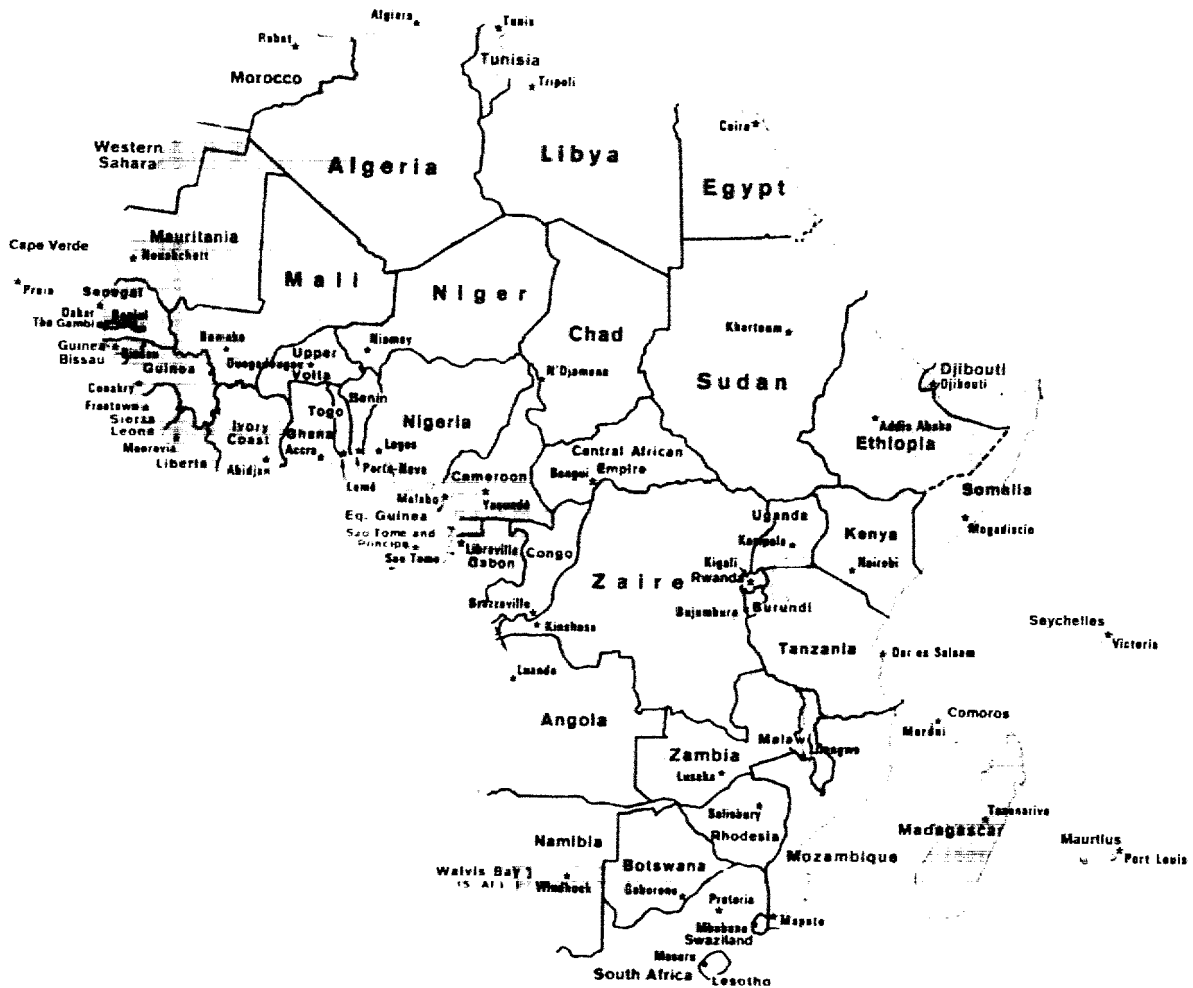 Algiers
Tunis
Rabat
Tunisia
Morocco
Tripoli
Cairo
Western
Sahara
Algeria
Libya
Egypt
Mauritania
Cape Verde
Nouakchott
Mali
Niger
Praia
Senegal
Dakar
Banjul
The Gambia
Chad
Khartoum
Bamako
Niamey
Guinea
Bissau
Bissau
Ouagadougou
Upper
Volta
Guinea
N'Djamena
Sudan
Djibouti
Djibouti
Conakry
Benin
Freetown
Togo
Sierra
Leone
Ivory
Coast
Ghana
Nigeria
Addis Ababa
Ethiopia
Monrovia
Accra
Lagos
Central African
Empire
Liberia
Abidjan
Porto-Novo
Bangui
Lomé
Cameroon
Malabo
Yaoundé
Somalia
Eq. Guinea
Uganda
Kenya
Mogadiscio
Sao Tome and
Principe
Kampala
Sao Tome
Libreville
Gabon
Congo
Kigali
Nairobi
Zaire
Rwanda
Brazzaville
Bujumbura
Burundi
Seychelles
Kinshasa
Victoria
Tanzania
Dar es Salaam
Luanda
Angola
Comoros
Moroni
Malawi
Zambia
Lusaka
Salisbury
Tananarive
Rhodesia
Madagascar
Namibia
Mauritius
Mozambique
Port Louis
Botswana
Walvis Bay
(S. Af.)
Windhoek
Gaborone
Pretoria
Maputo
Mbabane
Swaziland
Maseru
South Africa
Lesotho